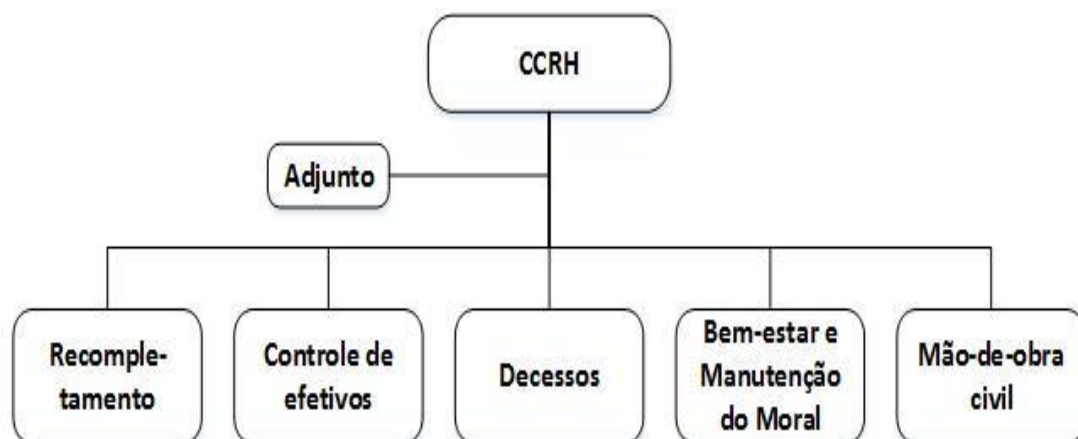 CCRH
Adjunto
Recomple-
tamento
Controle de
efetivos
Decessos
Bem-estar e
Manutenção
do Moral
Mão-de-obra
civil